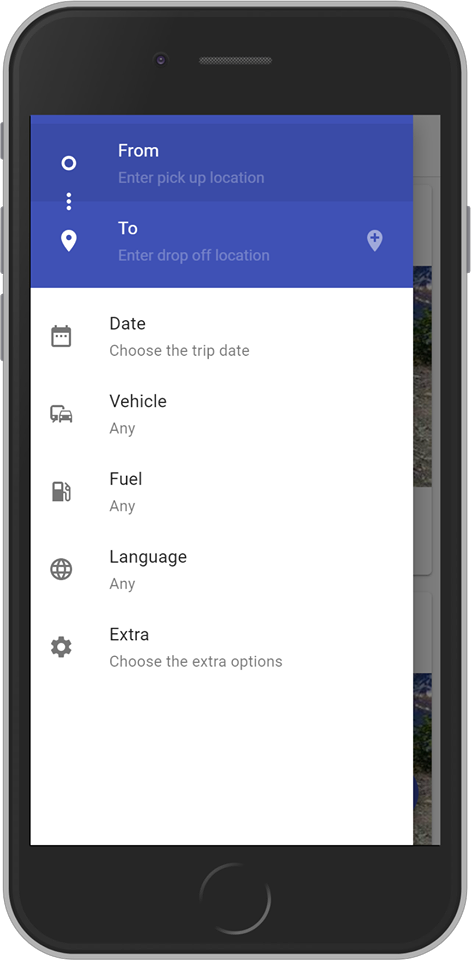 From
Enter pick up location
To
Enter drop off location
Date
Choose the trip date
Vehicle
Any
Fuel
Any
Language
Any
Extra
Choose the extra options